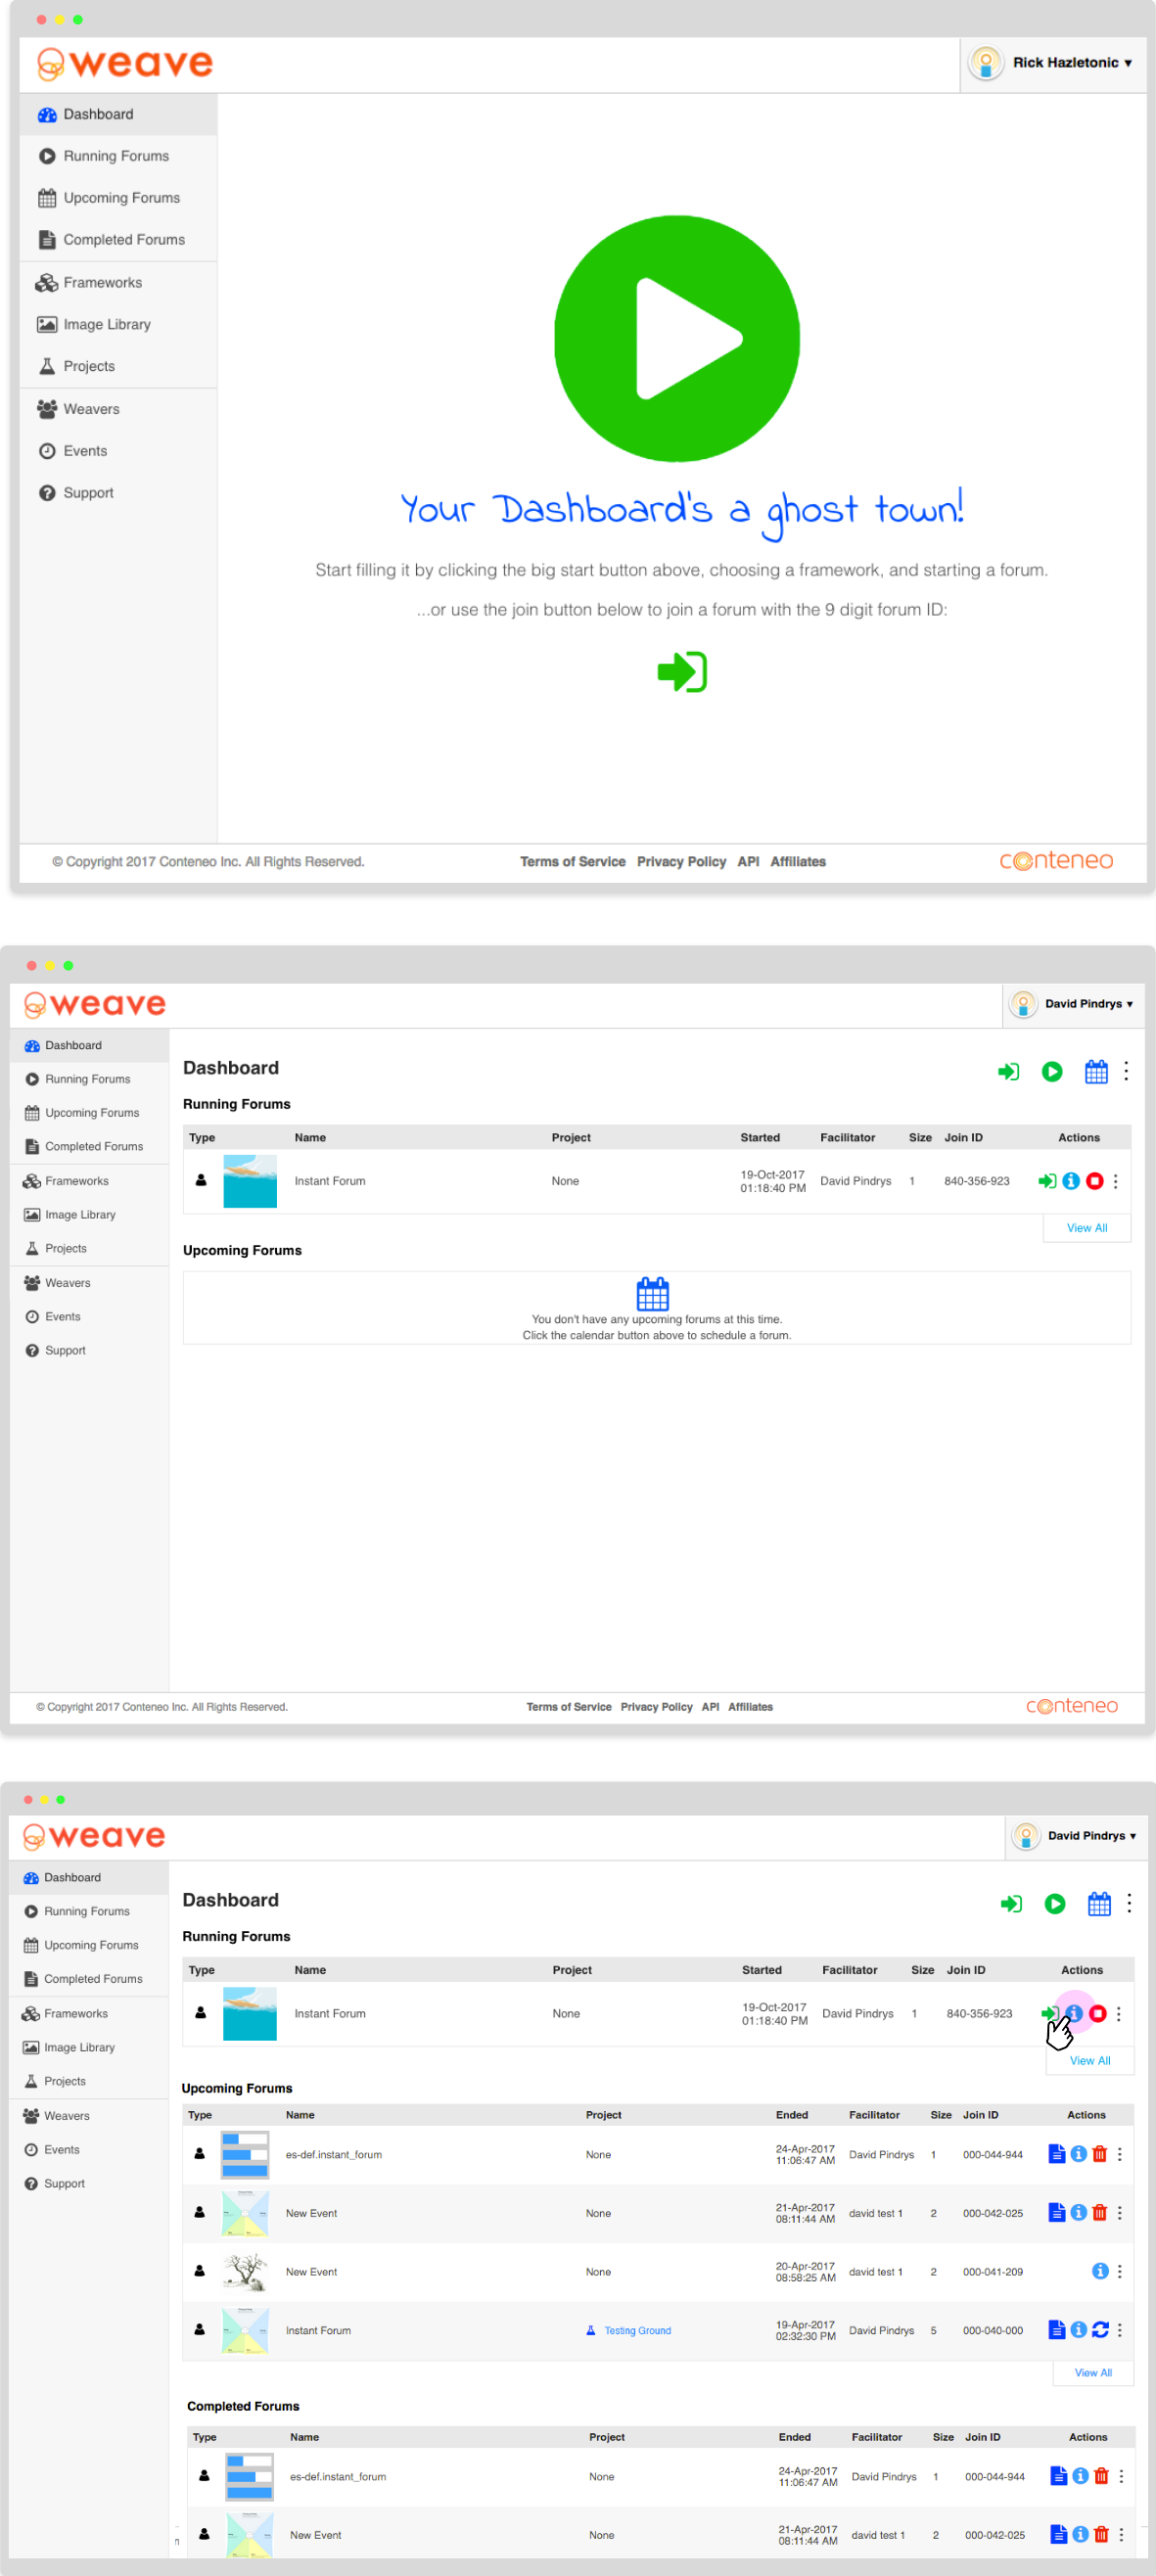 weave
Rick Hazletonic ▾
Dashboard
Running Forums
Upcoming Forums
Completed Forums
Frameworks
Image Library
Projects
Weavers
Events
Support
Your Dashboard's a ghost town!
Start filling it by clicking the big start button above, choosing a framework, and starting a forum.
...or use the join button below to join a forum with the 9 digit forum ID:
© Copyright 2017 Conteneo Inc. All Rights Reserved. Terms of Service Privacy Policy API Affiliates conteneo
weave
David Pindrys ▾
Dashboard
Running Forums
Upcoming Forums
Completed Forums
Frameworks
Image Library
Projects
Weavers
Events
Support
Dashboard
Running Forums
Type Name Project Started Facilitator Size Join ID Actions
Instant Forum None 19-Oct-2017 01:18:40 PM David Pindrys 1 840-356-923
View All
Upcoming Forums
You don't have any upcoming forums at this time.
Click the calendar button above to schedule a forum.
© Copyright 2017 Conteneo Inc. All Rights Reserved. Terms of Service Privacy Policy API Affiliates conteneo
weave
David Pindrys ▾
Dashboard
Running Forums
Upcoming Forums
Completed Forums
Frameworks
Image Library
Projects
Weavers
Events
Support
Dashboard
Running Forums
Type Name Project Started Facilitator Size Join ID Actions
Instant Forum None 19-Oct-2017 01:18:40 PM David Pindrys 1 840-356-923
View All
Upcoming Forums
Type Name Project Ended Facilitator Size Join ID Actions
es-def.instant_forum None 24-Apr-2017 11:06:47 AM David Pindrys 1 000-044-944
New Event None 21-Apr-2017 08:11:44 AM david test 1 2 000-042-025
New Event None 20-Apr-2017 08:58:25 AM david test 1 2 000-041-209
Instant Forum Testing Ground 19-Apr-2017 02:32:30 PM David Pindrys 5 000-040-000
View All
Completed Forums
Type Name Project Ended Facilitator Size Join ID Actions
es-def.instant_forum None 24-Apr-2017 11:06:47 AM David Pindrys 1 000-044-944
New Event None 21-Apr-2017 08:11:44 AM david test 1 2 000-042-025